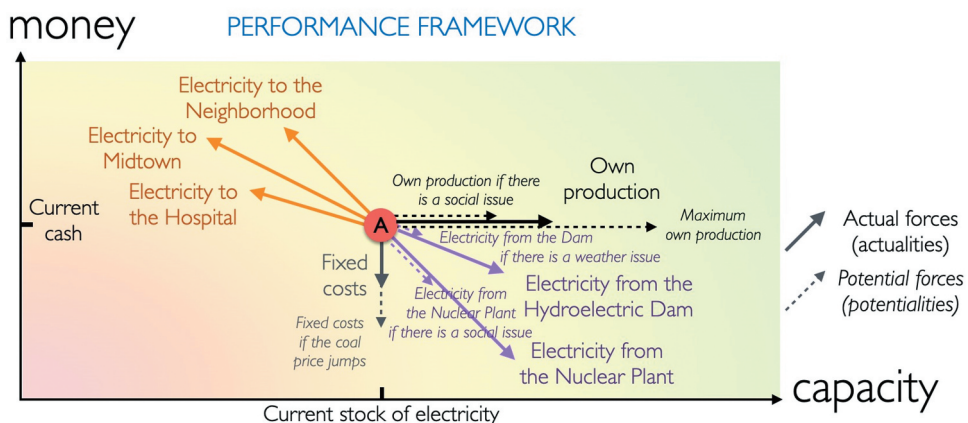 money
PERFORMANCE FRAMEWORK
Electricity to the
Neighborhood
Electricity to
Midtown
Electricity to
the Hospital
Current
cash
A
Own production if there
is a social issue
Own
production
Maximum
own production
Electricity from the Dam
if there is a weather issue
Fixed
costs
Electricity from
the Nuclear Plant
if there is a social issue
Electricity from the
Hydroelectric Dam
Fixed costs
if the coal
price jumps
Electricity from
the Nuclear Plant
Actual forces
(actualities)
Potential forces
(potentialities)
capacity
Current stock of electricity